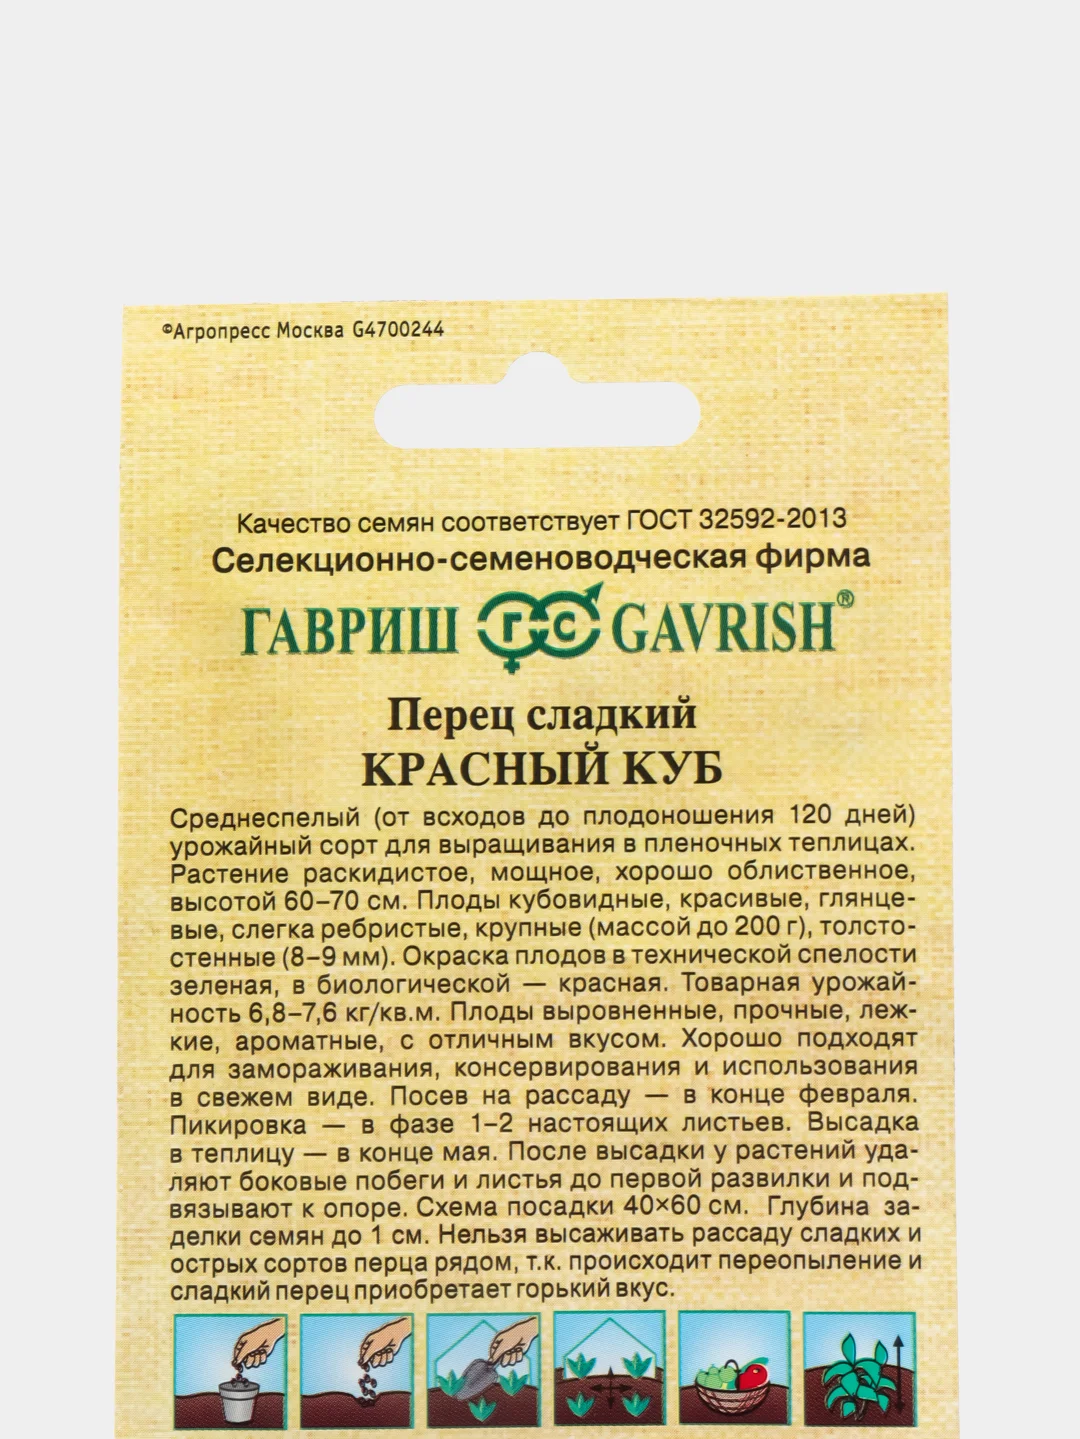 ©Агропресс Москва G4700244
Качество семян соответствует ГОСТ 32592-2013
Селекционно-семеноводческая фирма
ГАВРИШ ГС GAVRISH®
Перец сладкий
КРАСНЫЙ КУБ
Среднеспелый (от всходов до плодоношения 120 дней)
урожайный сорт для выращивания в пленочных теплицах.
Растение раскидистое, мощное, хорошо облиственное,
высотой 60–70 см. Плоды кубовидные, красивые, глянце-
вые, слегка ребристые, крупные (массой до 200 г), толсто-
стенные (8–9 мм). Окраска плодов в технической спелости
зеленая, в биологической — красная. Товарная урожай-
ность 6,8–7,6 кг/кв.м. Плоды выровненные, прочные, леж-
кие, ароматные, с отличным вкусом. Хорошо подходят
для замораживания, консервирования и использования
в свежем виде. Посев на рассаду — в конце февраля.
Пикировка — в фазе 1–2 настоящих листьев. Высадка
в теплицу — в конце мая. После высадки у растений уда-
ляют боковые побеги и листья до первой развилки и под-
вязывают к опоре. Схема посадки 40×60 см. Глубина за-
делки семян до 1 см. Нельзя высаживать рассаду сладких и
острых сортов перца рядом, т.к. происходит переопыление и
сладкий перец приобретает горький вкус.